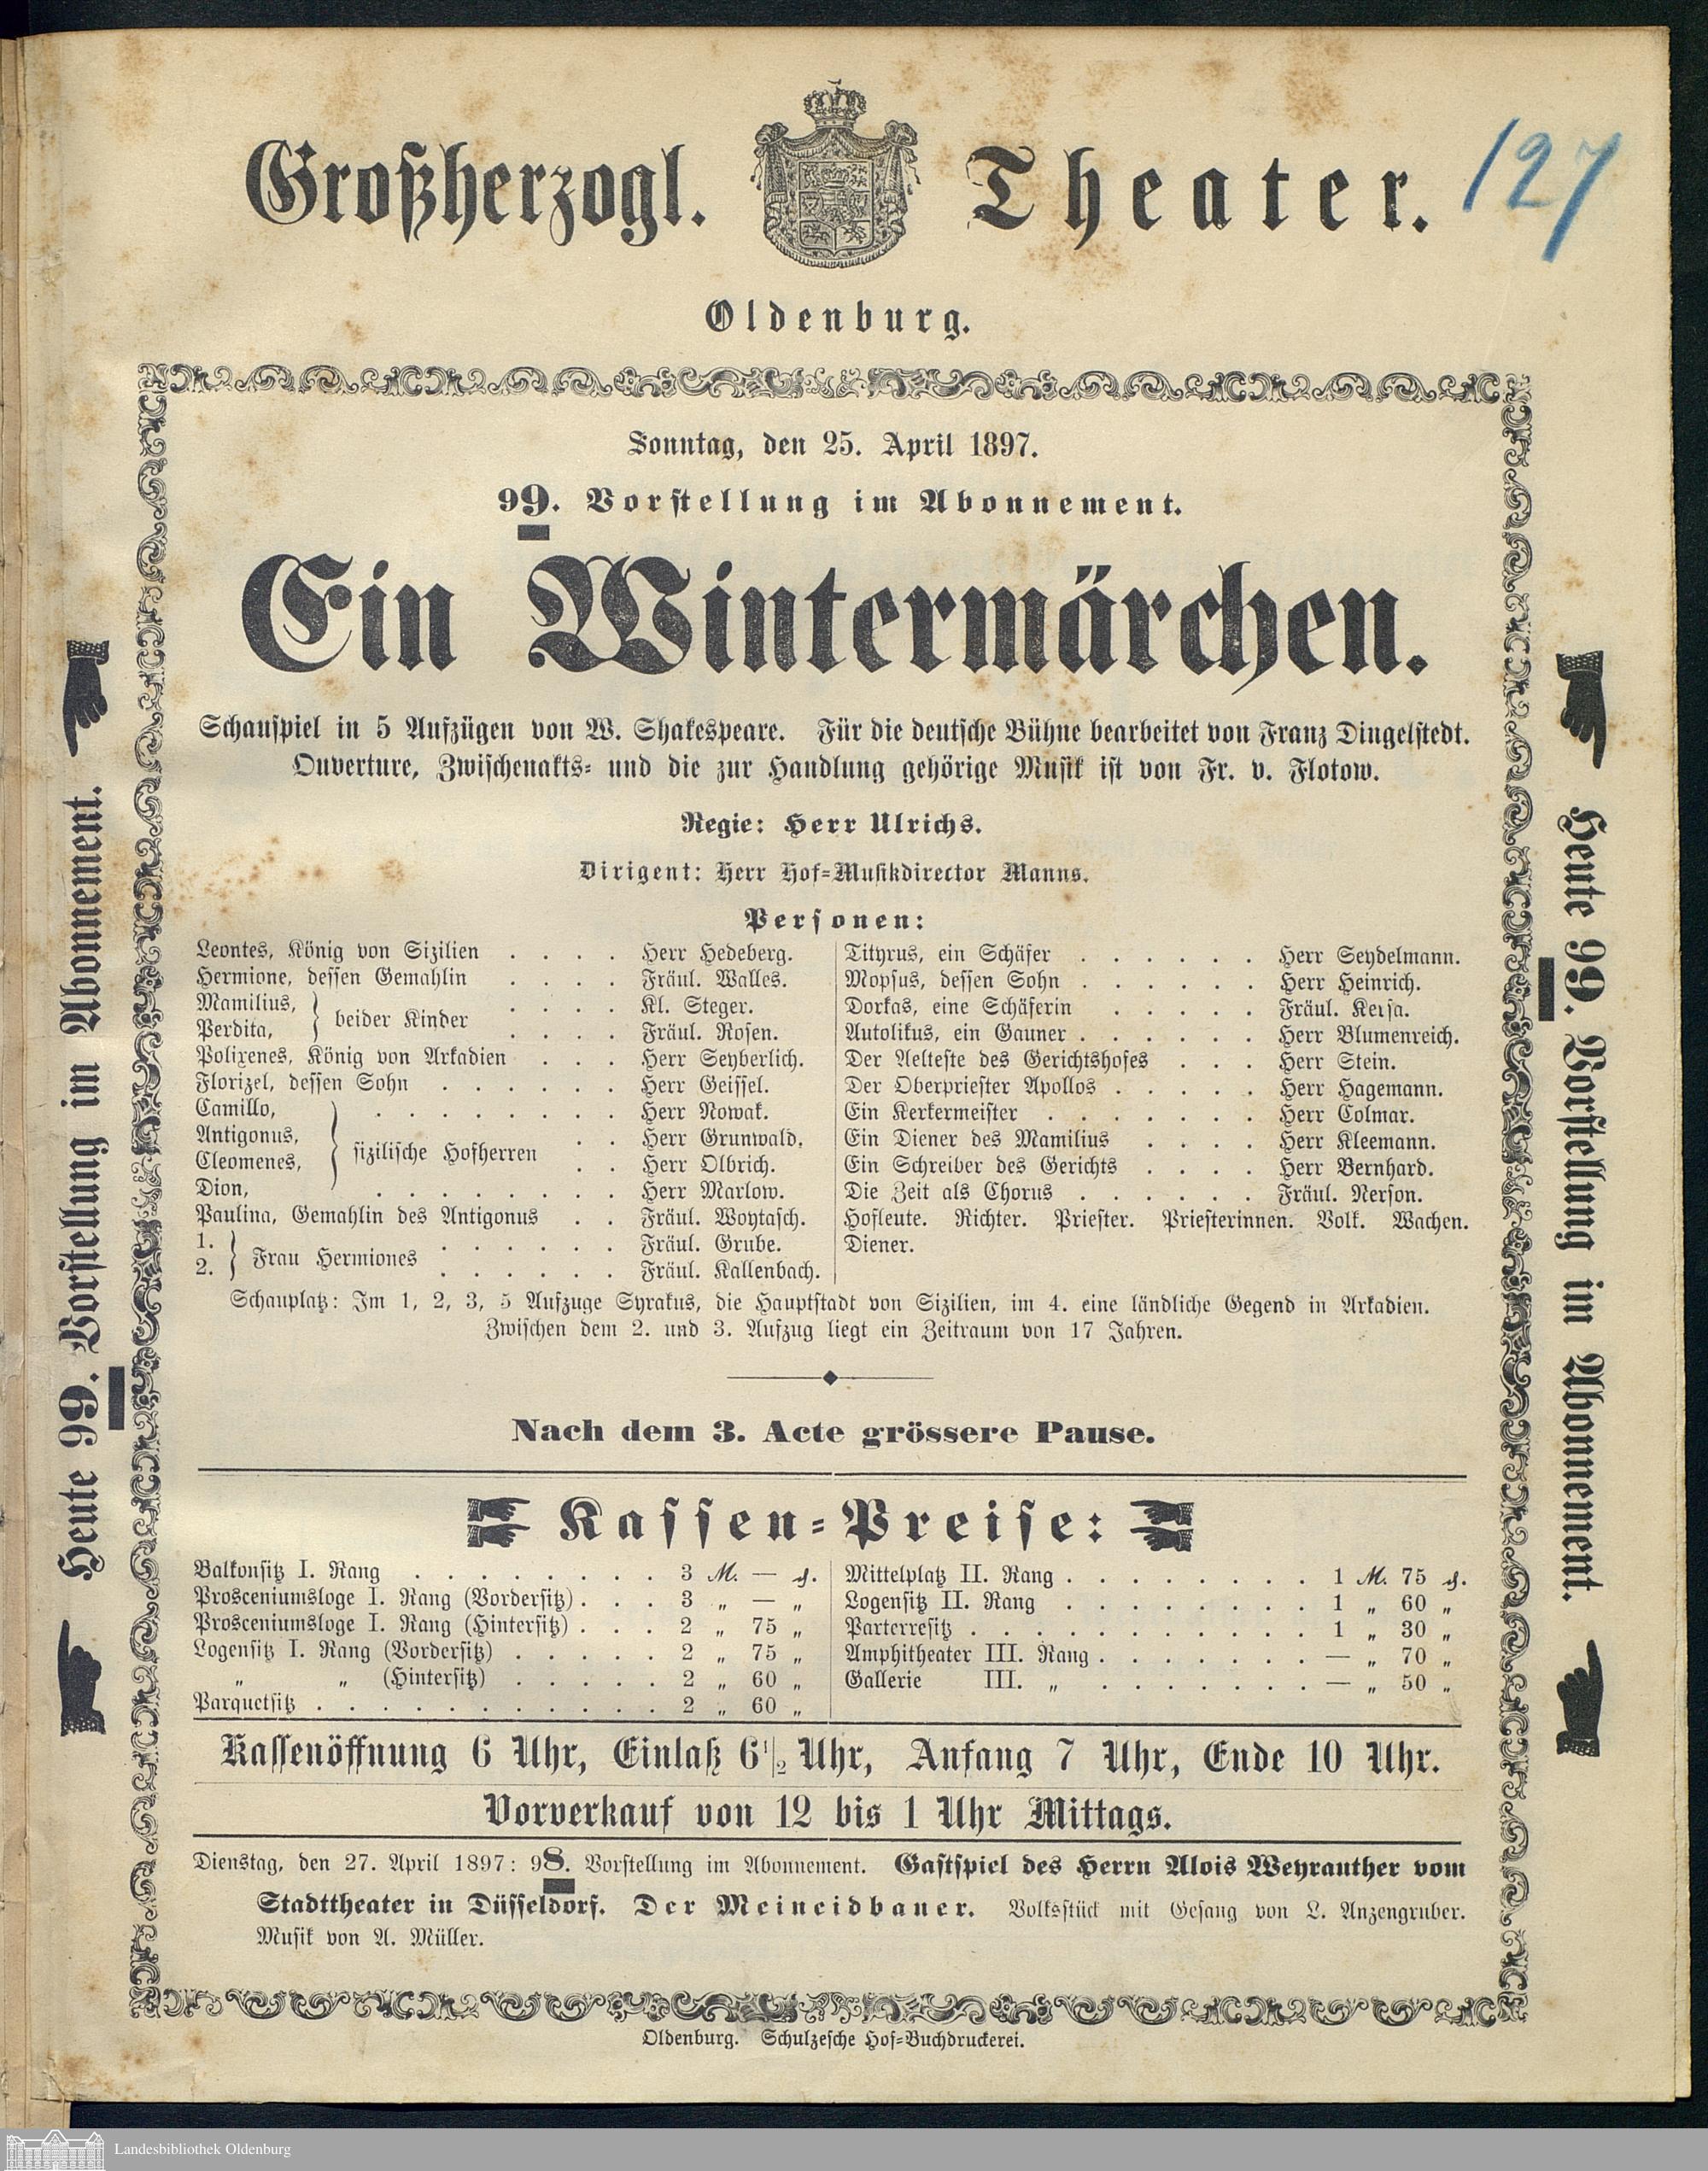 127
Großherzogl. Theater.
Oldenburg.
Sonntag, den 25. April 1897.
99. Vorstellung im Abonnement.
Ein Wintermärchen.
Schauspiel in 5 Aufzügen von W. Shakespeare. Für die deutsche Bühne bearbeitet von Franz Dingelstedt.
Ouverture, Zwischenakts- und die zur Handlung gehörige Musik ist von Fr. v. Flotow.
Regie: Herr Ulrichs.
Dirigent: Herr Hof-Musikdirector Manns.
Personen:
Leontes, König von Sizilien . . . . Herr Hedeberg.
Hermione, dessen Gemahlin . . . . Fräul. Walles.
Mamilius, } beider Kinder . . . . Kl. Steger.
Perdita, . . . . Fräul. Rosen.
Polixenes, König von Arkadien . . . Herr Seyberlich.
Florizel, dessen Sohn . . . . . . Herr Geissel.
Camillo, . . . . . . . . Herr Nowak.
Antigonus, } sizilische Hofherren . . Herr Grunwald.
Cleomenes, . . Herr Olbrich.
Dion, . . . . . . . . Herr Marlow.
Paulina, Gemahlin des Antigonus . . Fräul. Woytasch.
1. } Frau Hermiones . . . . . . Fräul. Grube.
2. . . . . . . Fräul. Kallenbach.
Tityrus, ein Schäfer . . . . . . Herr Seydelmann.
Mopsus, dessen Sohn . . . . . . Herr Heinrich.
Dorkas, eine Schäferin . . . . . Fräul. Kersa.
Autolikus, ein Gauner . . . . . . Herr Blumenreich.
Der Aelteste des Gerichtshofes . . . Herr Stein.
Der Oberpriester Apollos . . . . . Herr Hagemann.
Ein Kerkermeister . . . . . . . Herr Colmar.
Ein Diener des Mamilius . . . . Herr Kleemann.
Ein Schreiber des Gerichts . . . . Herr Bernhard.
Die Zeit als Chorus . . . . . . Fräul. Nerson.
Hofleute. Richter. Priester. Priesterinnen. Volk. Wachen.
Diener.
Schauplatz: Im 1, 2, 3, 5 Aufzuge Syrakus, die Hauptstadt von Sizilien, im 4. eine ländliche Gegend in Arkadien.
Zwischen dem 2. und 3. Aufzug liegt ein Zeitraum von 17 Jahren.
Nach dem 3. Acte grössere Pause.
Kassen-Preise:
Balkonsitz I. Rang . . . . . . . . 3 M. — ₰.
Prosceniumsloge I. Rang (Vordersitz) . . . 3 „ — „
Prosceniumsloge I. Rang (Hintersitz) . . . 2 „ 75 „
Logensitz I. Rang (Vordersitz) . . . . . 2 „ 75 „
„ „ (Hintersitz) . . . . . 2 „ 60 „
Parquetsitz . . . . . . . . . . . 2 „ 60 „
Mittelplatz II. Rang . . . . . . . . 1 M. 75 ₰.
Logensitz II. Rang . . . . . . . . 1 „ 60 „
Parterresitz . . . . . . . . . . . 1 „ 30 „
Amphitheater III. Rang . . . . . . . — „ 70 „
Gallerie III. „ . . . . . . . — „ 50 „
Kassenöffnung 6 Uhr, Einlaß 6 1/2 Uhr, Anfang 7 Uhr, Ende 10 Uhr.
Vorverkauf von 12 bis 1 Uhr Mittags.
Dienstag, den 27. April 1897: 98. Vorstellung im Abonnement. Gastspiel des Herrn Alois Weyrauther vom
Stadttheater in Düsseldorf. Der Meineidbauer. Volksstück mit Gesang von L. Anzengruber.
Musik von A. Müller.
Oldenburg. Schulzesche Hof-Buchdruckerei.
Heute 99. Vorstellung im Abonnement.
Heute 99. Vorstellung im Abonnement.
Landesbibliothek Oldenburg